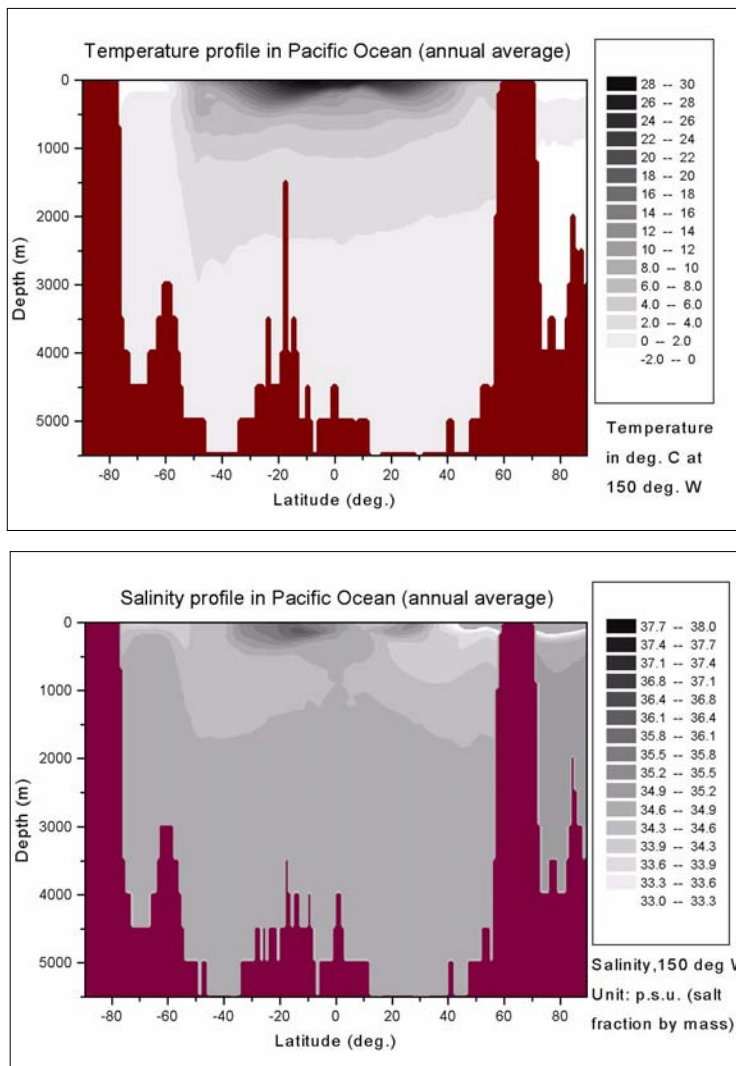 Temperature profile in Pacific Ocean (annual average)
0
1000
2000
3000
4000
5000
Depth (m)
-80 -60 -40 -20 0 20 40 60 80
Latitude (deg.)
28 -- 30
26 -- 28
24 -- 26
22 -- 24
20 -- 22
18 -- 20
16 -- 18
14 -- 16
12 -- 14
10 -- 12
8.0 -- 10
6.0 -- 8.0
4.0 -- 6.0
2.0 -- 4.0
0 -- 2.0
-2.0 -- 0
Temperature
in deg. C at
150 deg. W
Salinity profile in Pacific Ocean (annual average)
0
1000
2000
3000
4000
5000
Depth (m)
-80 -60 -40 -20 0 20 40 60 80
Latitude (deg.)
37.7 -- 38.0
37.4 -- 37.7
37.1 -- 37.4
36.8 -- 37.1
36.4 -- 36.8
36.1 -- 36.4
35.8 -- 36.1
35.5 -- 35.8
35.2 -- 35.5
34.9 -- 35.2
34.6 -- 34.9
34.3 -- 34.6
33.9 -- 34.3
33.6 -- 33.9
33.3 -- 33.6
33.0 -- 33.3
Salinity,150 deg W
Unit: p.s.u. (salt
fraction by mass)